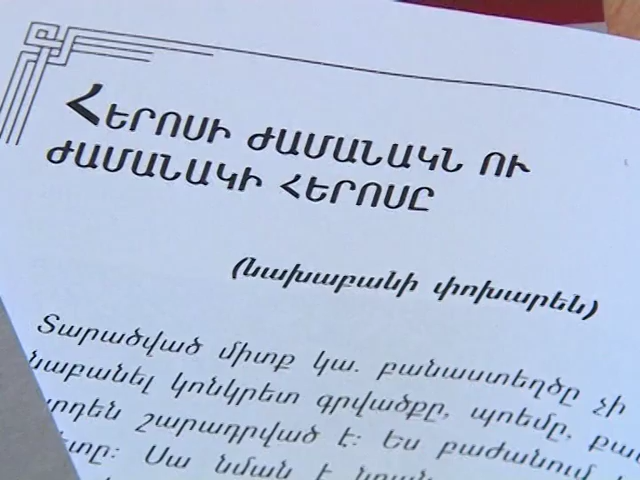 ՀԵՐՈՍԻ ԺԱՄԱՆԱԿՆ ՈՒ
ԺԱՄԱՆԱԿԻ ՀԵՐՈՍԸ
(նախաբանի փոխարեն)
Տարածված միտք կա. բանաստեղծը չի
կոնկրետ գրվածքը, պոեմը,
շարադրված է: Ես բաժանում
Սա նման է